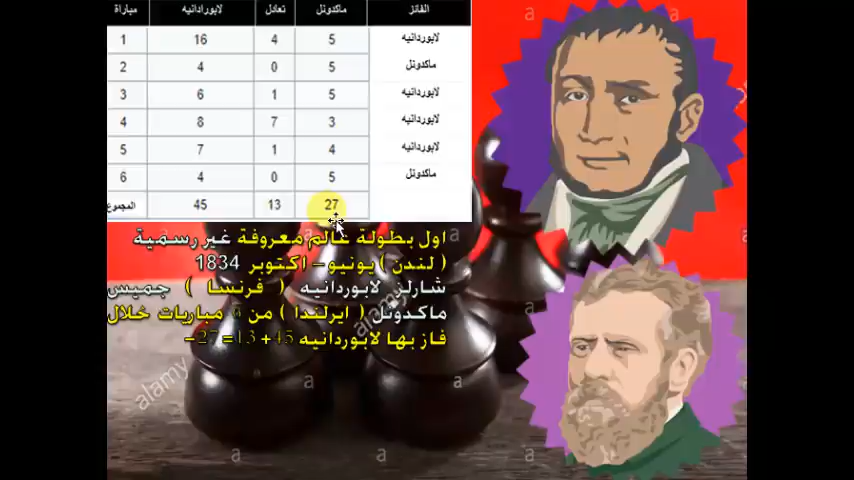 مباراة لابوردانيه تعادل ماكدونل الفائز
1 16 4 5 لابوردانيه
2 4 0 5 ماكدونل
3 6 1 5 لابوردانيه
4 8 7 3 لابوردانيه
5 7 1 4 لابوردانيه
6 4 0 5 ماكدونل
المجموع 45 13 27
اول بطولة عالم معروفة غير رسمية
( لندن ) يونيو – اكتوبر 1834
شارلز لابوردانيه ( فرنسا ) جميس
ماكدونل ( ايرلندا ) من 6 مباريات خلال
فاز بها لابوردانيه 45+ 13= 27-
alamy
alamy